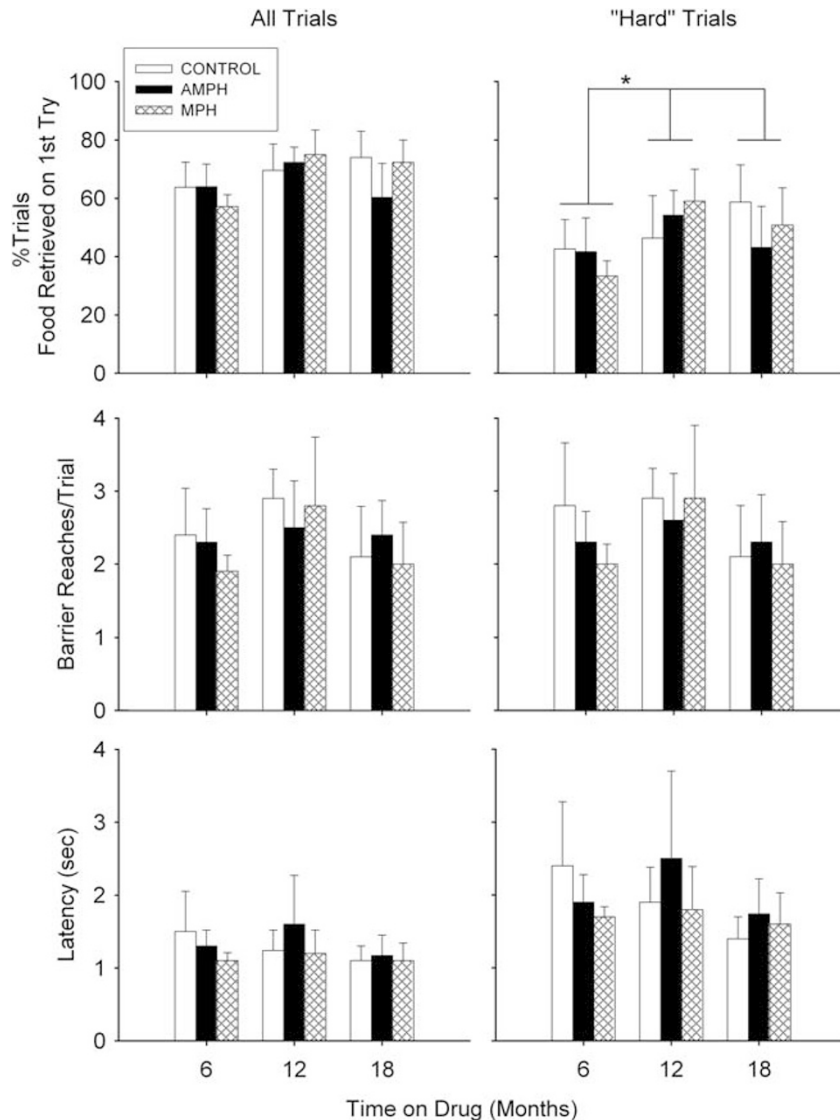 All Trials
"Hard" Trials
CONTROL
AMPH
MPH
*
%Trials
Food Retrieved on 1st Try
100
80
60
40
20
0
Barrier Reaches/Trial
4
3
2
1
0
Latency (sec)
4
3
2
1
0
6 12 18
6 12 18
Time on Drug (Months)